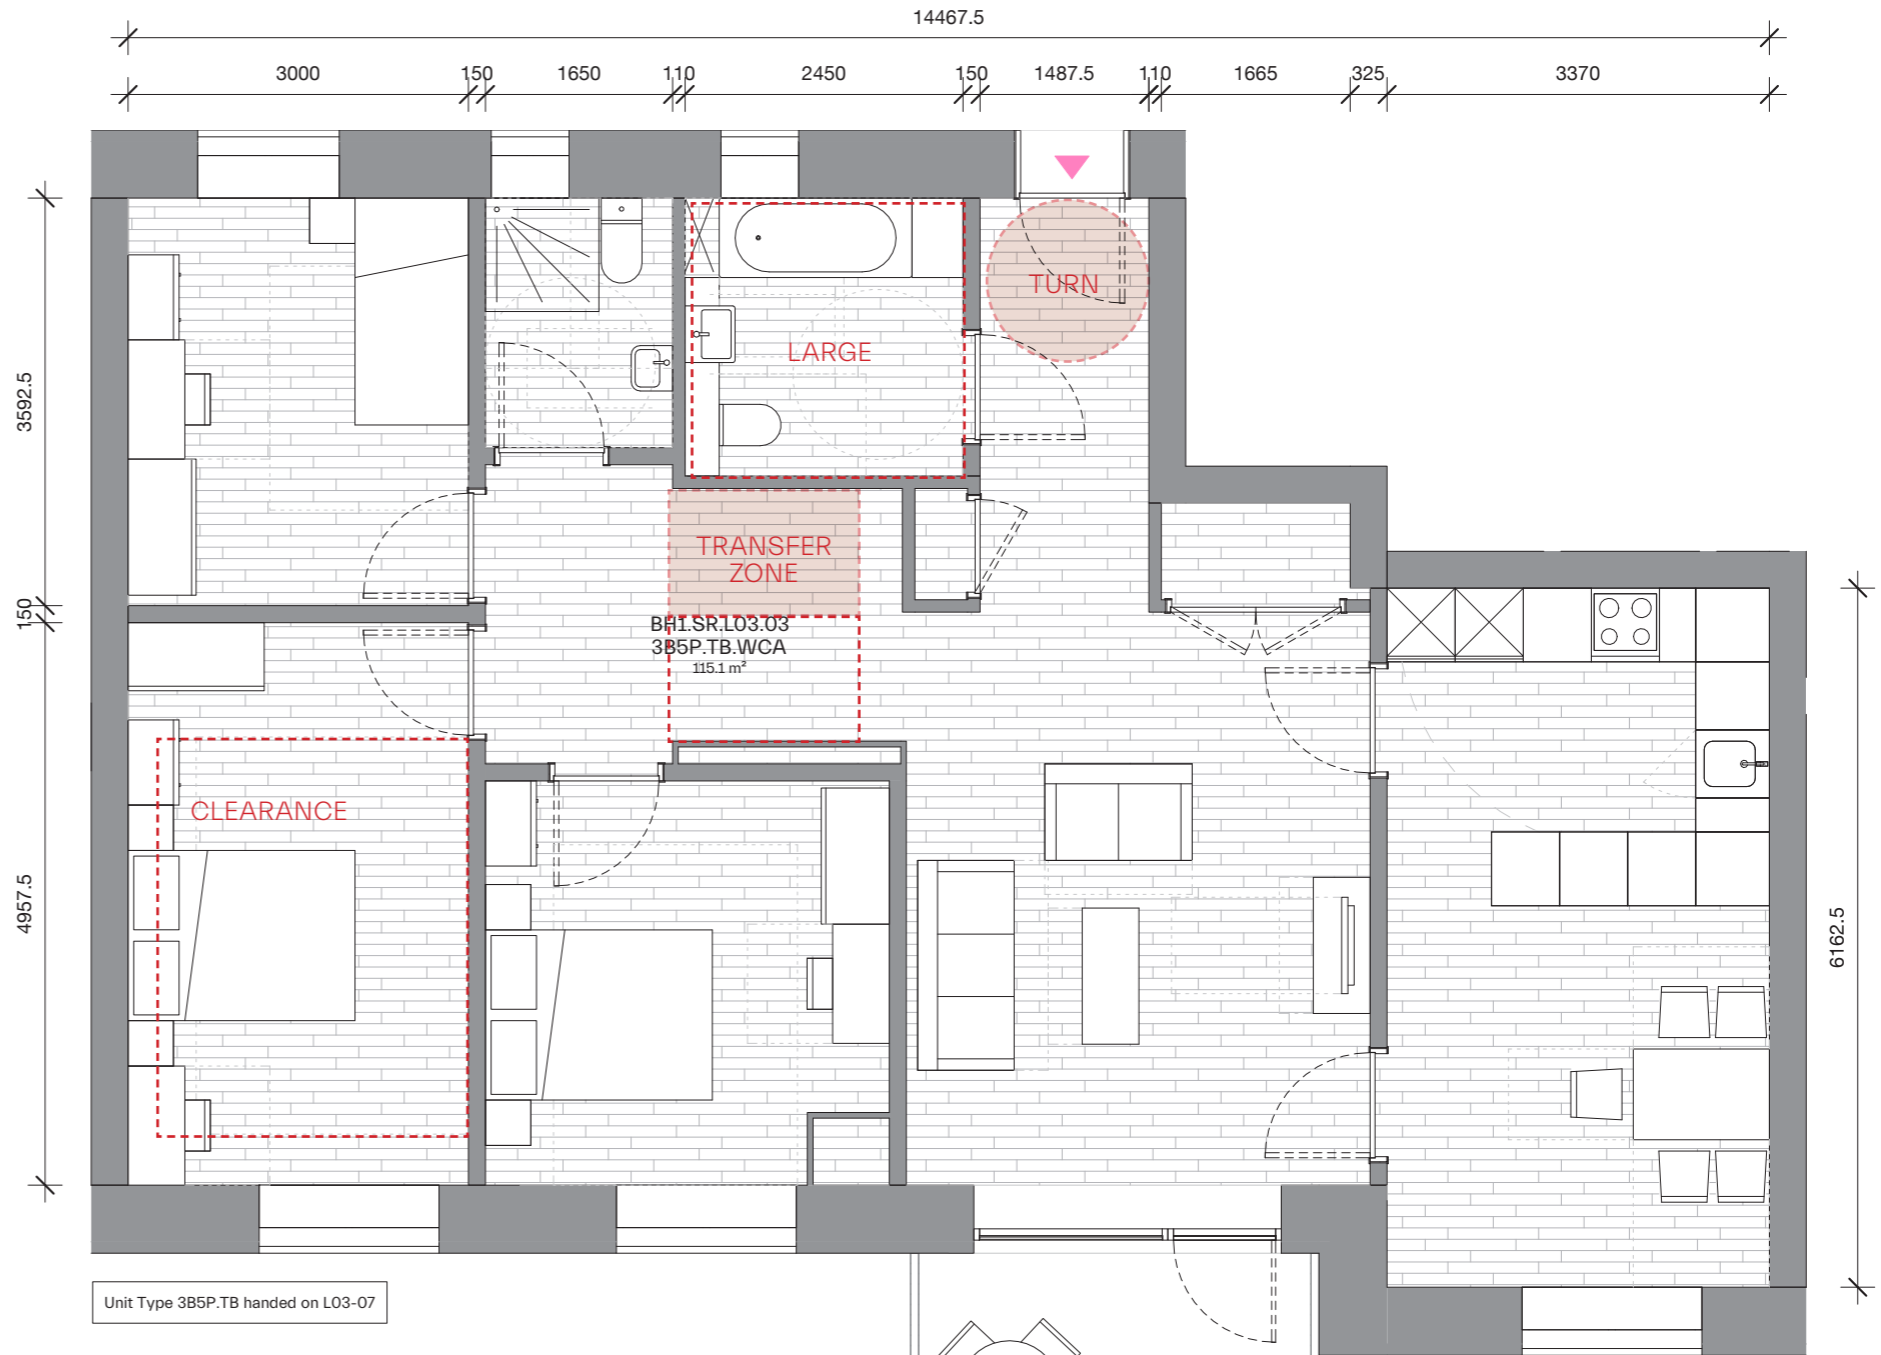 14467.5
3000 150 1650 110 2450 150 1487.5 110 1665 325 3370
TURN
LARGE
3592.5
TRANSFER
ZONE
150
BH1.SR.L03.03
3B5P.TB.WCA
115.1 m²
CLEARANCE
4957.5
6162.5
Unit Type 3B5P.TB handed on L03-07